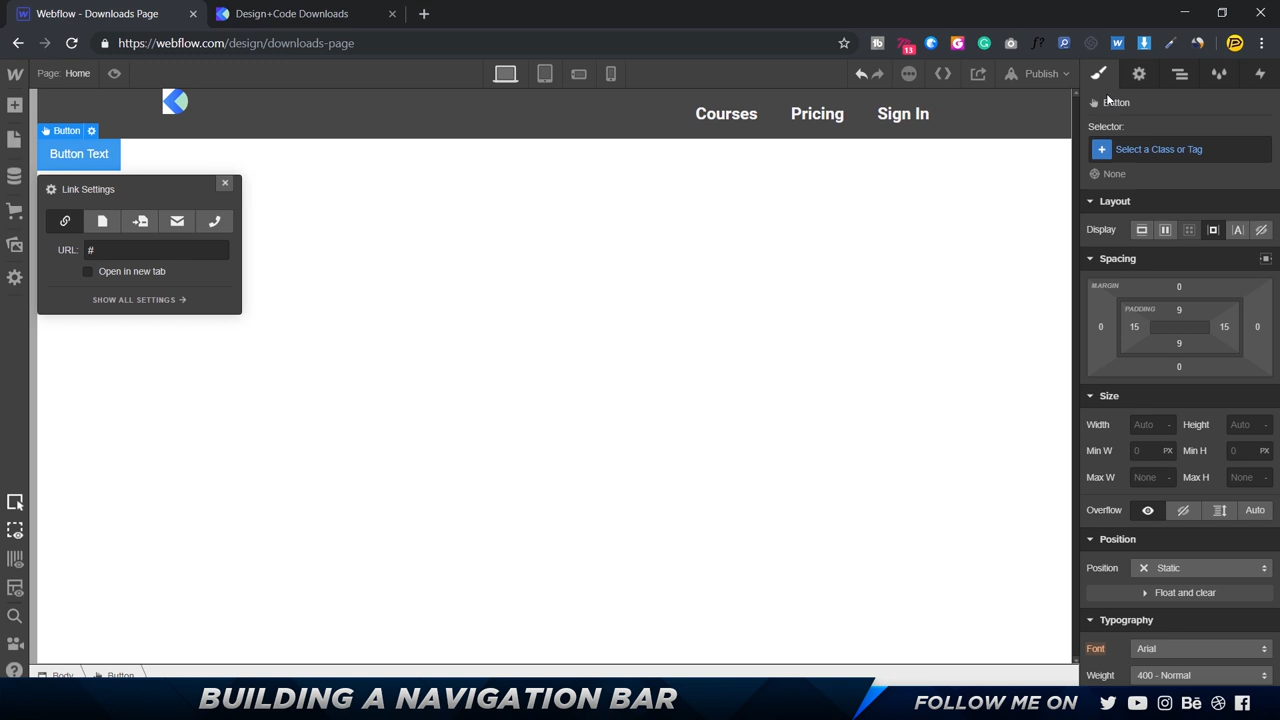 Webflow - Downloads Page
Design+Code Downloads
https://webflow.com/design/downloads-page
13
Page: Home
Publish
Courses
Pricing
Sign In
Button
Button Text
Link Settings
URL: #
Open in new tab
SHOW ALL SETTINGS
Button
Selector:
Select a Class or Tag
None
Layout
Display
Spacing
MARGIN
0
PADDING
9
0
15
15
0
9
0
Size
Width Auto - Height Auto -
Min W 0 PX Min H 0 PX
Max W None - Max H None -
Overflow Auto
Position
Position Static
Float and clear
Typography
Font Arial
Weight 400 - Normal
Body Button
BUILDING A NAVIGATION BAR
FOLLOW ME ON